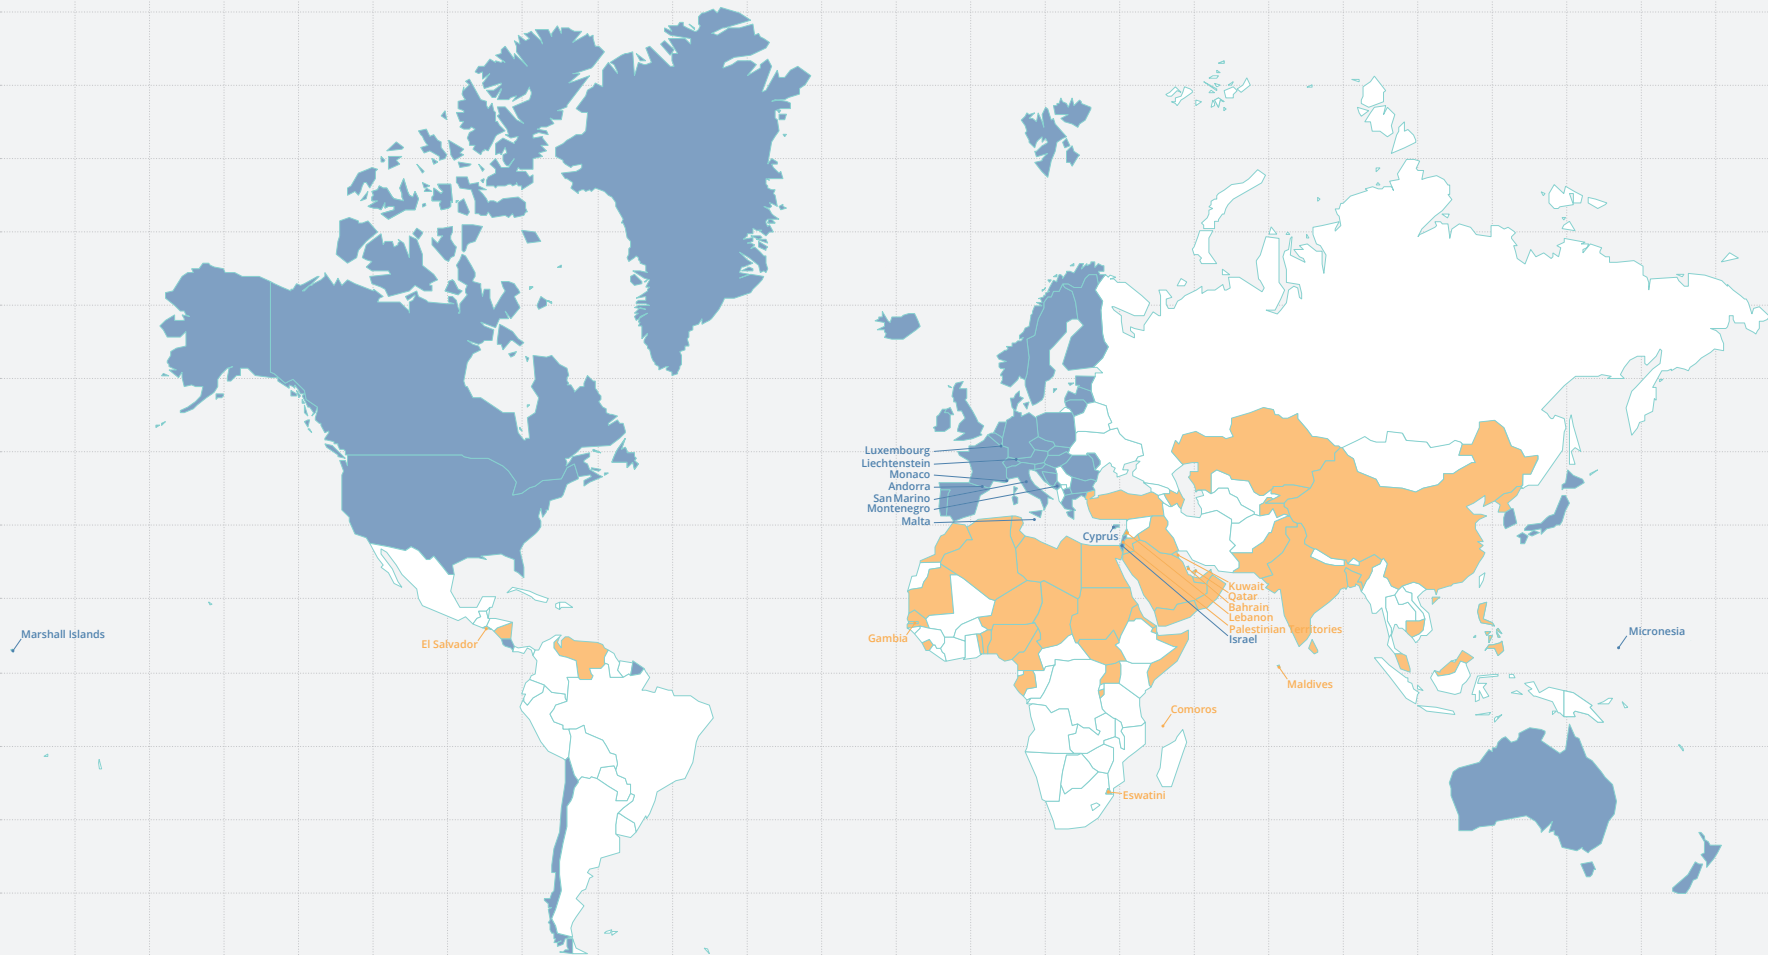 Luxembourg
Liechtenstein
Monaco
Andorra
San Marino
Montenegro
Malta
Cyprus
Kuwait
Qatar
Bahrain
Lebanon
Palestinian Territories
Israel
Marshall Islands
El Salvador
Gambia
Micronesia
Maldives
Comoros
Eswatini